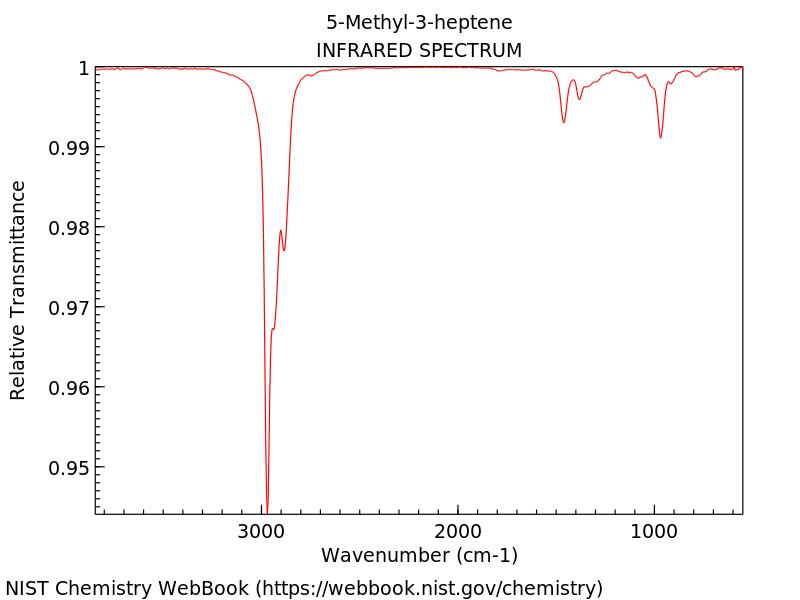 5-Methyl-3-heptene
INFRARED SPECTRUM
1
0.99
0.98
0.97
0.96
0.95
Relative Transmittance
3000 2000 1000
Wavenumber (cm-1)
NIST Chemistry WebBook (https://webbook.nist.gov/chemistry)